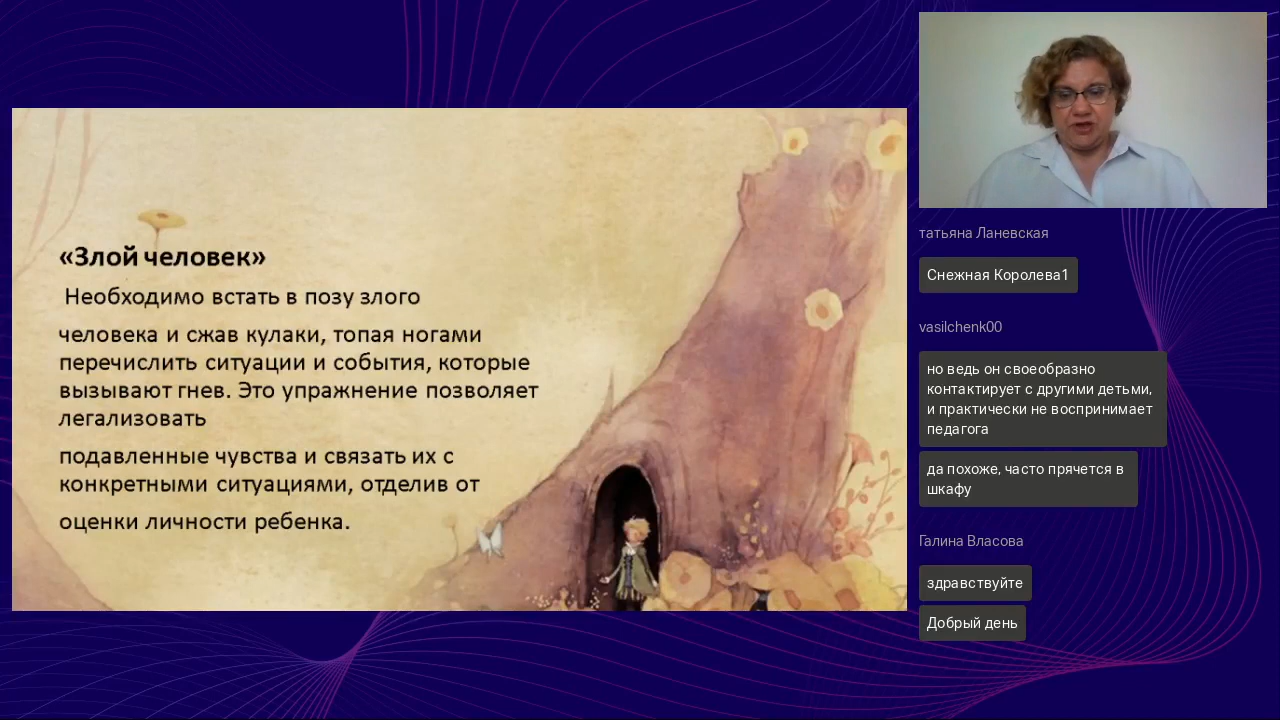 «Злой человек»
Необходимо встать в позу злого
человека и сжав кулаки, топая ногами
перечислить ситуации и события, которые
вызывают гнев. Это упражнение позволяет
легализовать
подавленные чувства и связать их с
конкретными ситуациями, отделив от
оценки личности ребенка.
татьяна Ланевская
Снежная Королева1
vasilchenk00
но ведь он своеобразно
контактирует с другими детьми,
и практически не воспринимает
педагога
да похоже, часто прячется в
шкафу
Галина Власова
здравствуйте
Добрый день